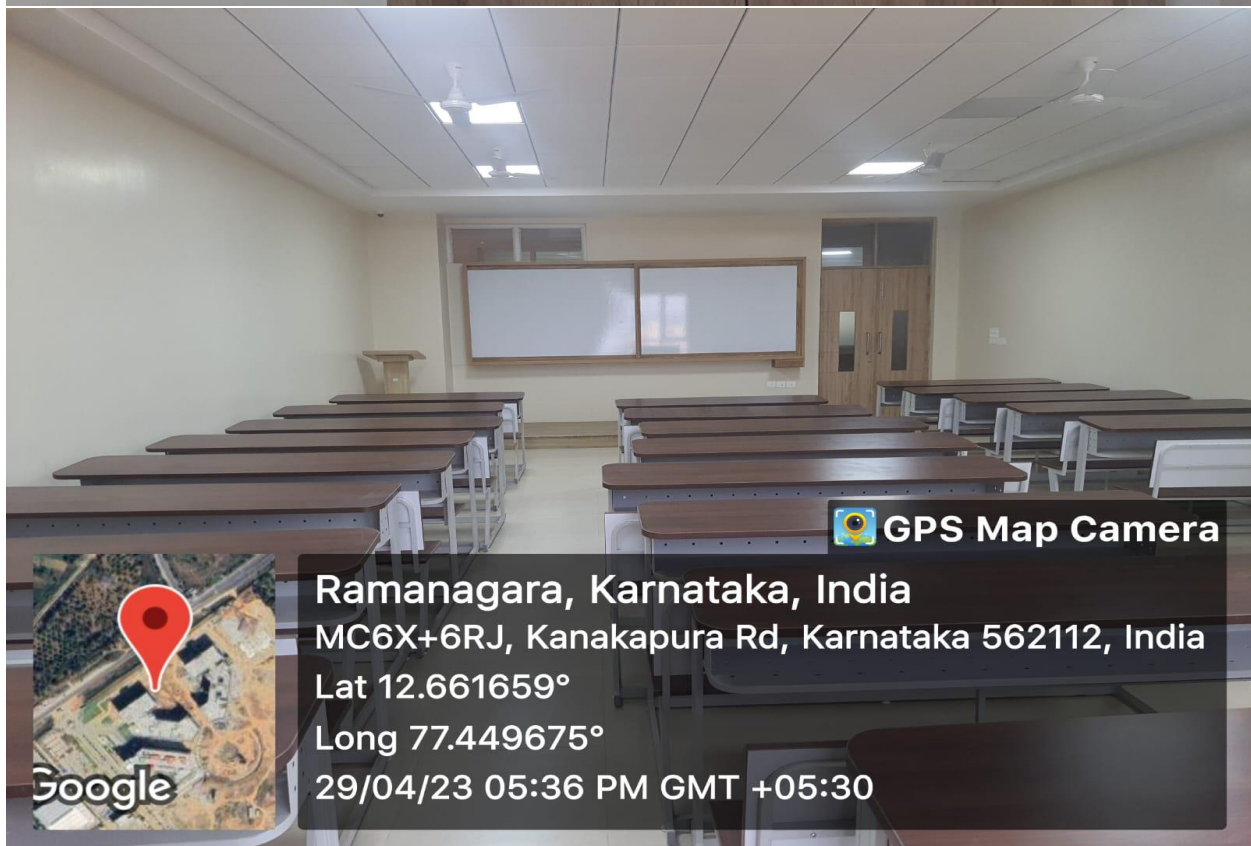 GPS Map Camera
Ramanagara, Karnataka, India
MC6X+6RJ, Kanakapura Rd, Karnataka 562112, India
Lat 12.661659°
Long 77.449675°
29/04/23 05:36 PM GMT +05:30
Google